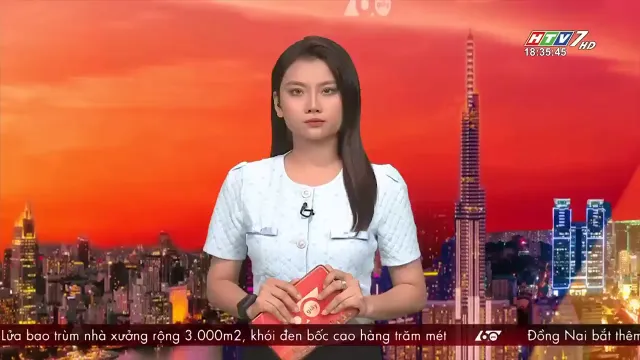 HTV7 HD
18:35:45
Lửa bao trùm nhà xưởng rộng 3.000m2, khói đen bốc cao hàng trăm mét
Đồng Nai bắt thêm